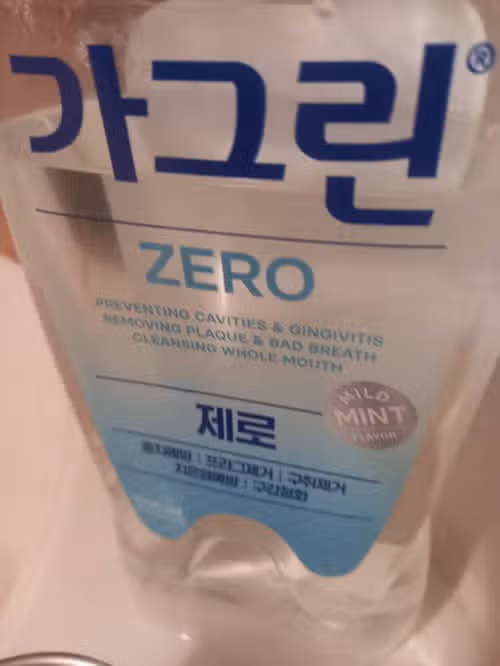 가그린®
ZERO
PREVENTING CAVITIES & GINGIVITIS
REMOVING PLAQUE & BAD BREATH
CLEANSING WHOLE MOUTH
MILD
MINT
FLAVOR
제로
충치예방 | 프라그제거 | 구취제거
치은염예방 | 구강정화